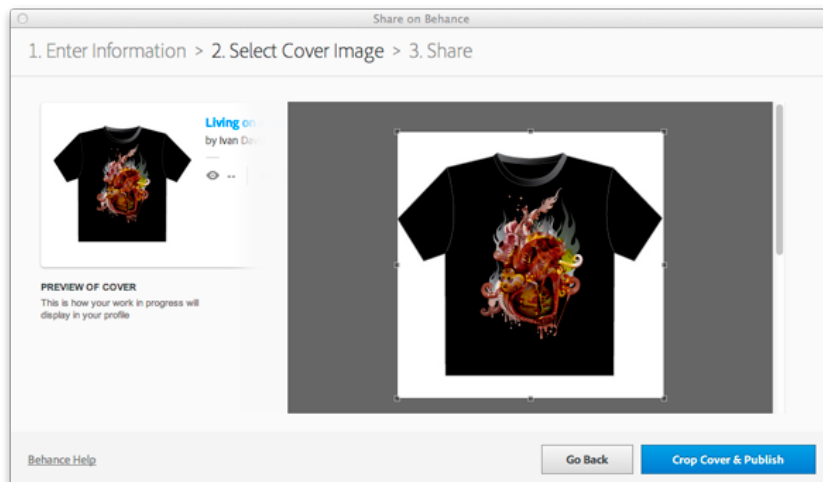 Share on Behance
1. Enter Information > 2. Select Cover Image > 3. Share
Living on
by Ivan
--
PREVIEW OF COVER
This is how your work in progress will
display in your profile
Behance Help
Go Back
Crop Cover & Publish